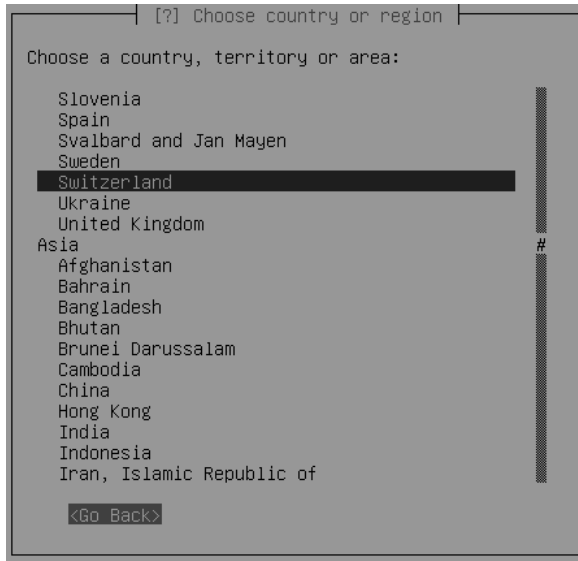 [?] Choose country or region
Choose a country, territory or area:
Slovenia
Spain
Svalbard and Jan Mayen
Sweden
Switzerland
Ukraine
United Kingdom
Asia #
Afghanistan
Bahrain
Bangladesh
Bhutan
Brunei Darussalam
Cambodia
China
Hong Kong
India
Indonesia
Iran, Islamic Republic of
<Go Back>